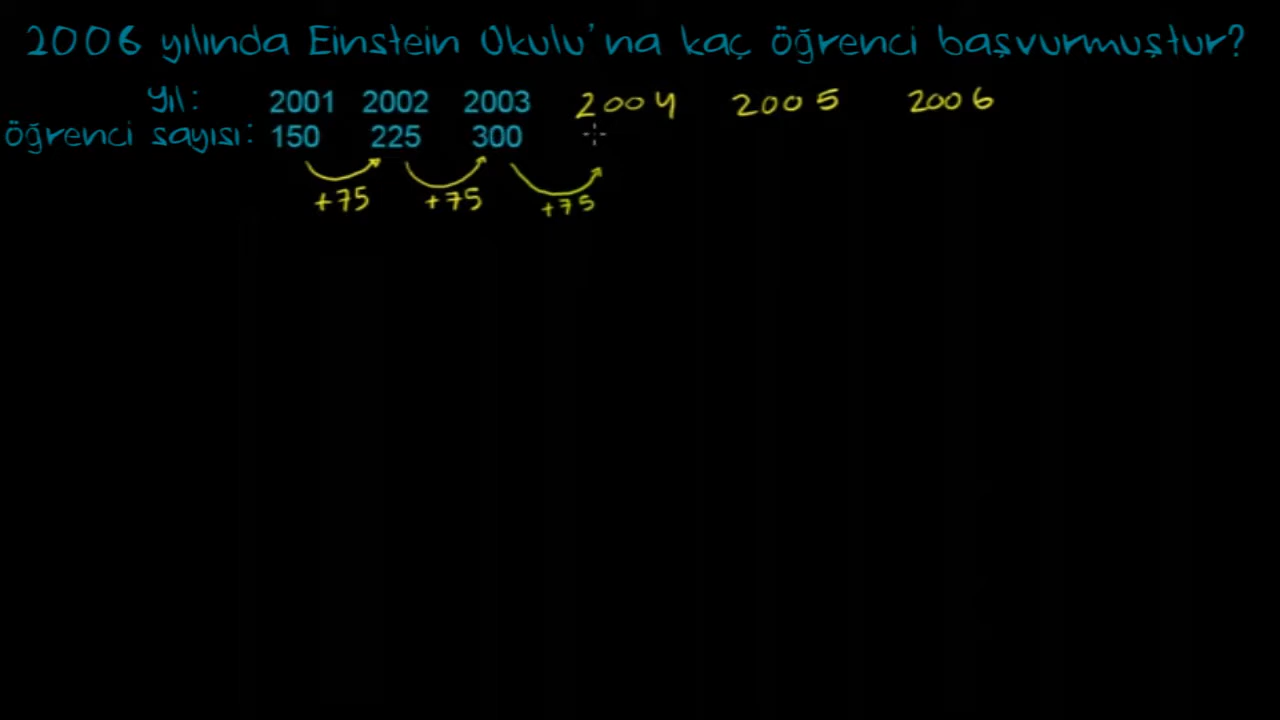 2006 yılında Einstein Okulu'na kaç öğrenci başvurmuştur?
Yıl: 2001 2002 2003 2004 2005 2006
öğrenci sayısı: 150 225 300
+75 +75 +75